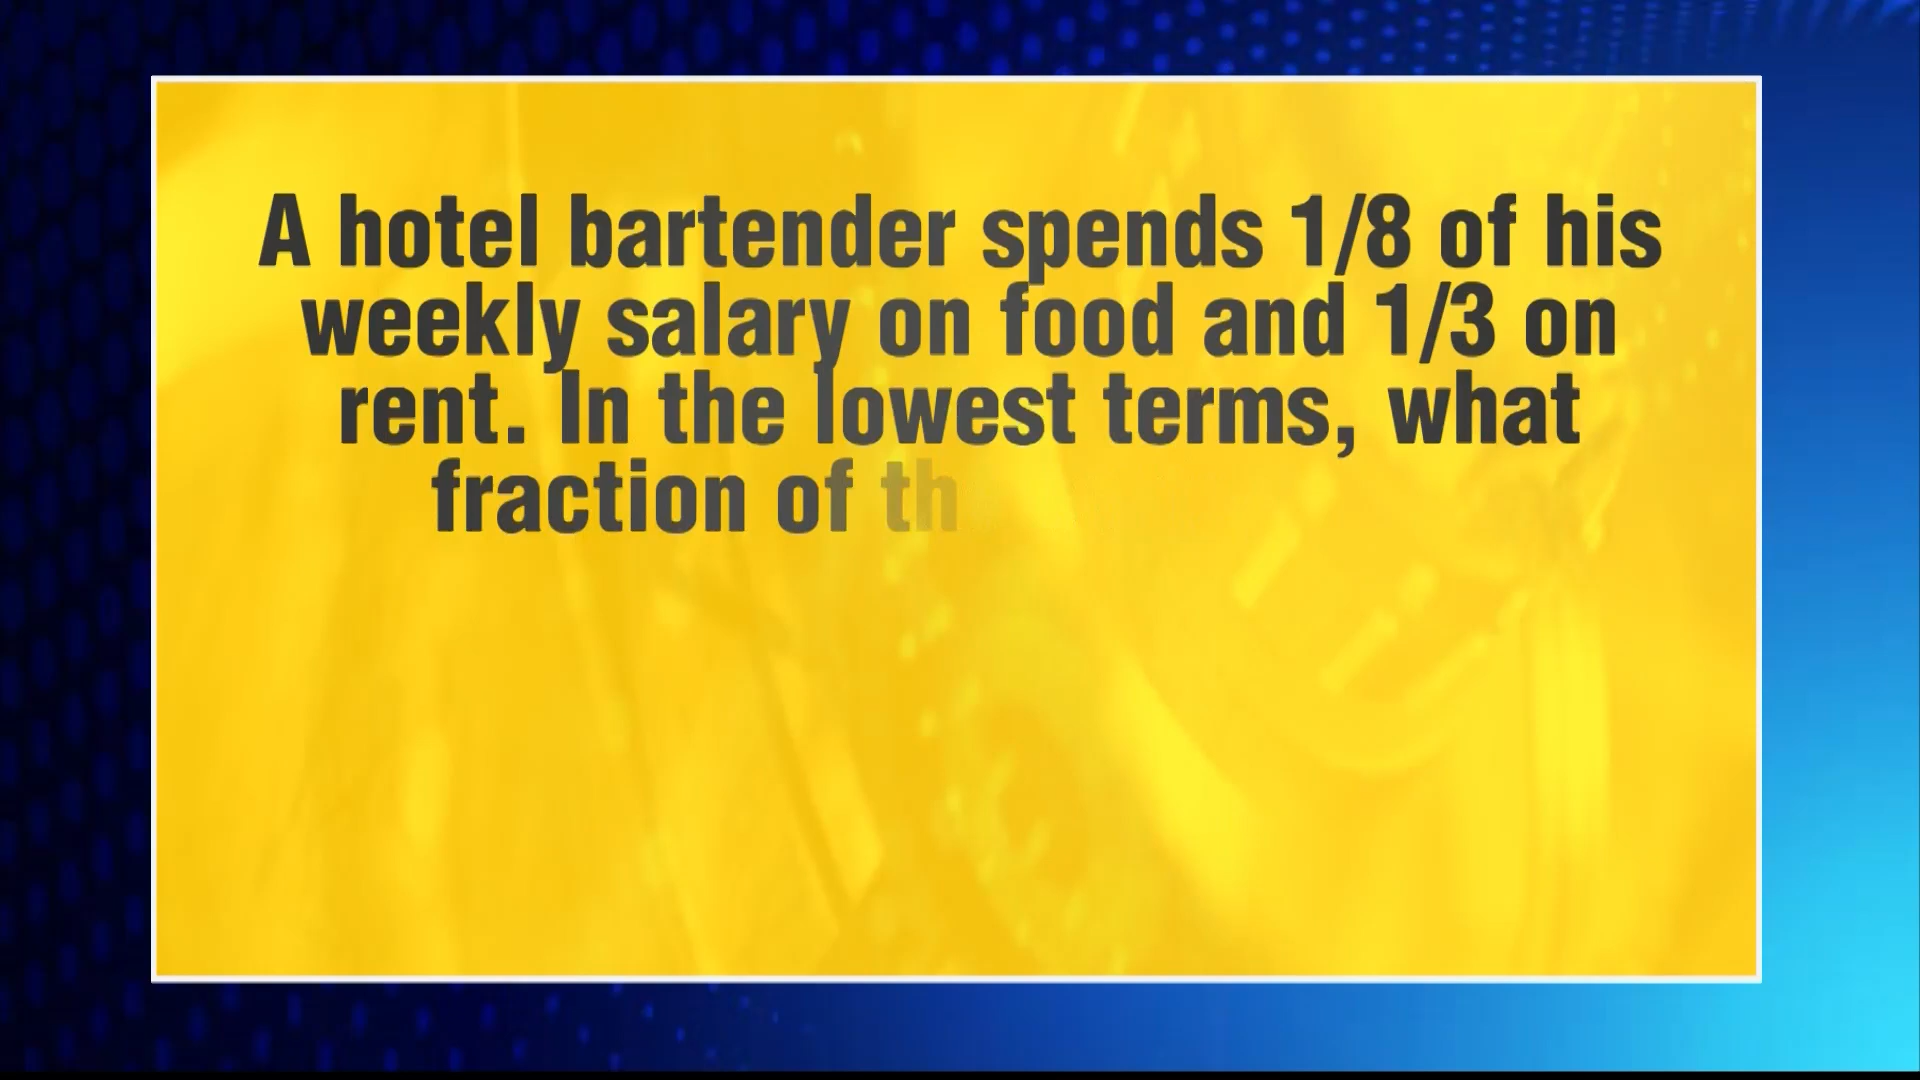 A hotel bartender spends 1/8 of his
weekly salary on food and 1/3 on
rent. In the lowest terms, what
fraction of th